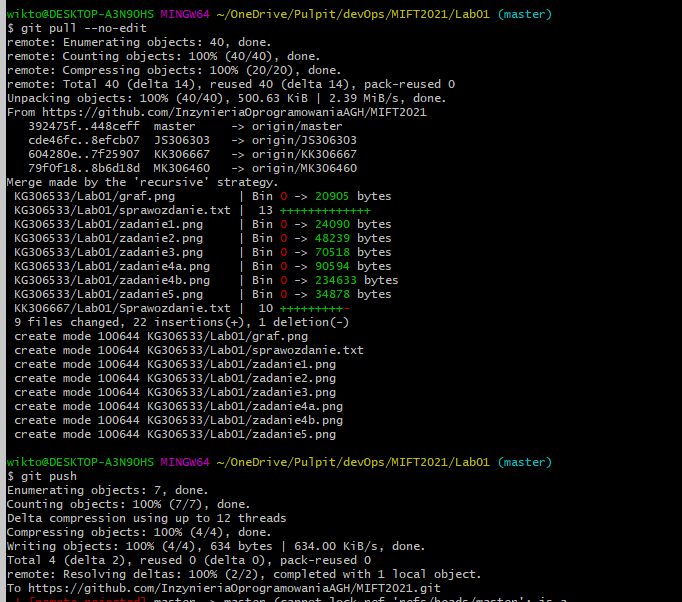 wikto@DESKTOP-A3N9OHS MINGW64 ~/OneDrive/Pulpit/devOps/MIFT2021/Lab01 (master)
$ git pull --no-edit
remote: Enumerating objects: 40, done.
remote: Counting objects: 100% (40/40), done.
remote: Compressing objects: 100% (20/20), done.
remote: Total 40 (delta 14), reused 40 (delta 14), pack-reused 0
Unpacking objects: 100% (40/40), 500.63 KiB | 2.39 MiB/s, done.
From https://github.com/InzynieriaOprogramowaniaAGH/MIFT2021
   392475f..448ceff  master     -> origin/master
   cde46fc..8efcb07  JS306303   -> origin/JS306303
   604280e..7f25907  KK306667   -> origin/KK306667
   79f0f18..8b6d18d  MK306460   -> origin/MK306460
Merge made by the 'recursive' strategy.
 KG306533/Lab01/graf.png         | Bin 0 -> 20905 bytes
 KG306533/Lab01/sprawozdanie.txt |  13 +++++++++++++
 KG306533/Lab01/zadanie1.png     | Bin 0 -> 24090 bytes
 KG306533/Lab01/zadanie2.png     | Bin 0 -> 48239 bytes
 KG306533/Lab01/zadanie3.png     | Bin 0 -> 70518 bytes
 KG306533/Lab01/zadanie4a.png    | Bin 0 -> 90594 bytes
 KG306533/Lab01/zadanie4b.png    | Bin 0 -> 234633 bytes
 KG306533/Lab01/zadanie5.png     | Bin 0 -> 34878 bytes
 KK306667/Lab01/Sprawozdanie.txt |  10 +++++++++-
 9 files changed, 22 insertions(+), 1 deletion(-)
 create mode 100644 KG306533/Lab01/graf.png
 create mode 100644 KG306533/Lab01/sprawozdanie.txt
 create mode 100644 KG306533/Lab01/zadanie1.png
 create mode 100644 KG306533/Lab01/zadanie2.png
 create mode 100644 KG306533/Lab01/zadanie3.png
 create mode 100644 KG306533/Lab01/zadanie4a.png
 create mode 100644 KG306533/Lab01/zadanie4b.png
 create mode 100644 KG306533/Lab01/zadanie5.png
wikto@DESKTOP-A3N9OHS MINGW64 ~/OneDrive/Pulpit/devOps/MIFT2021/Lab01 (master)
$ git push
Enumerating objects: 7, done.
Counting objects: 100% (7/7), done.
Delta compression using up to 12 threads
Compressing objects: 100% (4/4), done.
Writing objects: 100% (4/4), 634 bytes | 634.00 KiB/s, done.
Total 4 (delta 2), reused 0 (delta 0), pack-reused 0
remote: Resolving deltas: 100% (2/2), completed with 1 local object.
To https://github.com/InzynieriaOprogramowaniaAGH/MIFT2021.git
 ! [remote rejected] master -> master (cannot lock ref 'refs/heads/master': is a